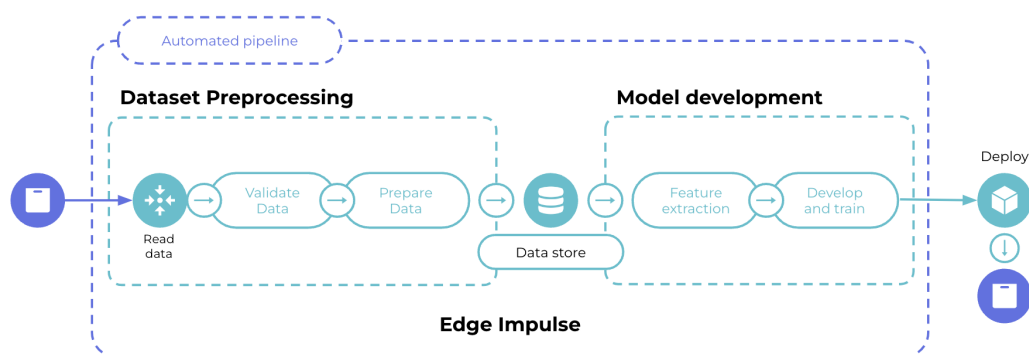 Automated pipeline
Dataset Preprocessing
Model development
Deploy
Validate
Data
Prepare
Data
Feature
extraction
Develop
and train
Read
data
Data store
Edge Impulse